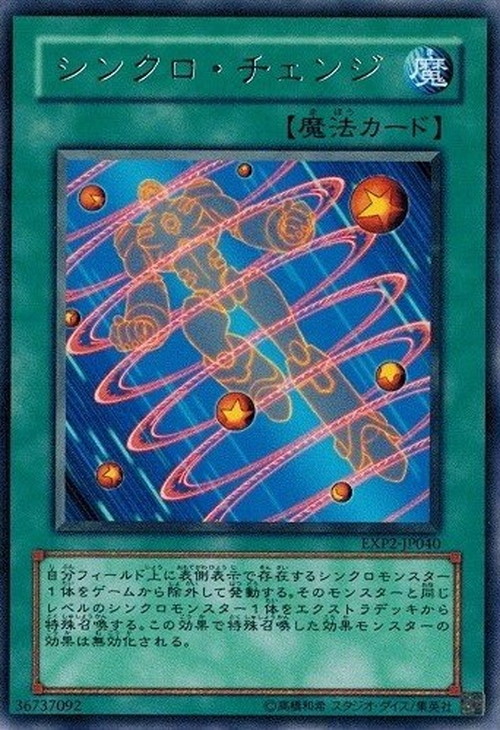 シンクロ・チェンジ
魔
【魔法カード】
EXP2-JP040
自分フィールド上に表側表示で存在するシンクロモンスター
1体をゲームから除外して発動する。そのモンスターと同じ
レベルのシンクロモンスター1体をエクストラデッキから
特殊召喚する。この効果で特殊召喚した効果モンスターの
効果は無効化される。
36737092
©高橋和希 スタジオ・ダイス/集英社